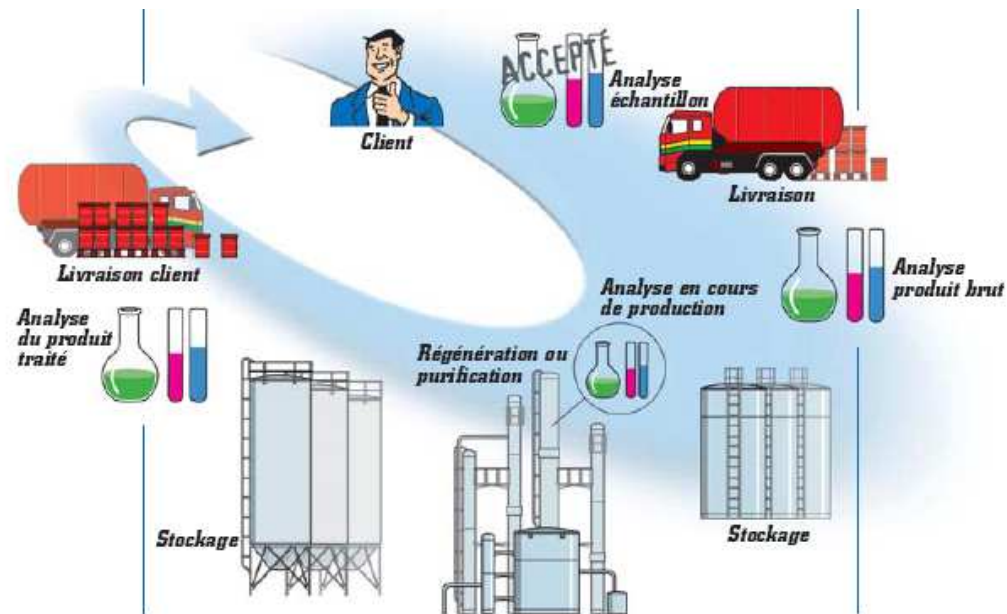 Client
ACCEPTÉ
Analyse
échantillon
Livraison
Analyse
produit brut
Stockage
Analyse en cours
de production
Régénération ou
purification
Stockage
Analyse
du produit
traité
Livraison client